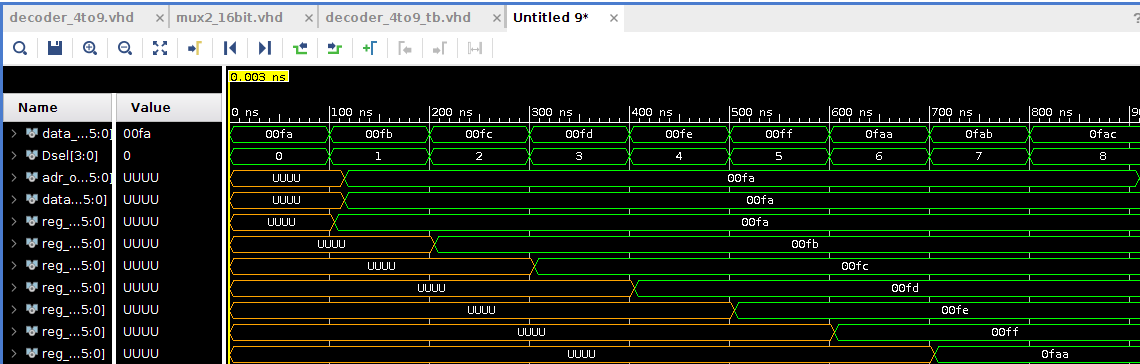 decoder_4to9.vhd × mux2_16bit.vhd × decoder_4to9_tb.vhd × Untitled 9* ×
0.003 ns
Name Value 0 ns 100 ns 200 ns 300 ns 400 ns 500 ns 600 ns 700 ns 800 ns
data_...5:0] 00fa 00fa 00fb 00fc 00fd 00fe 00ff 0faa 0fab 0fac
Dsel[3:0] 0 0 1 2 3 4 5 6 7 8
adr_o...5:0] UUUU UUUU 00fa
data...5:0] UUUU UUUU 00fa
reg_...5:0] UUUU UUUU 00fa
reg_...5:0] UUUU UUUU 00fb
reg_...5:0] UUUU UUUU 00fc
reg_...5:0] UUUU UUUU 00fd
reg_...5:0] UUUU UUUU 00fe
reg_...5:0] UUUU UUUU 00ff
reg_...5:0] UUUU UUUU 0faa